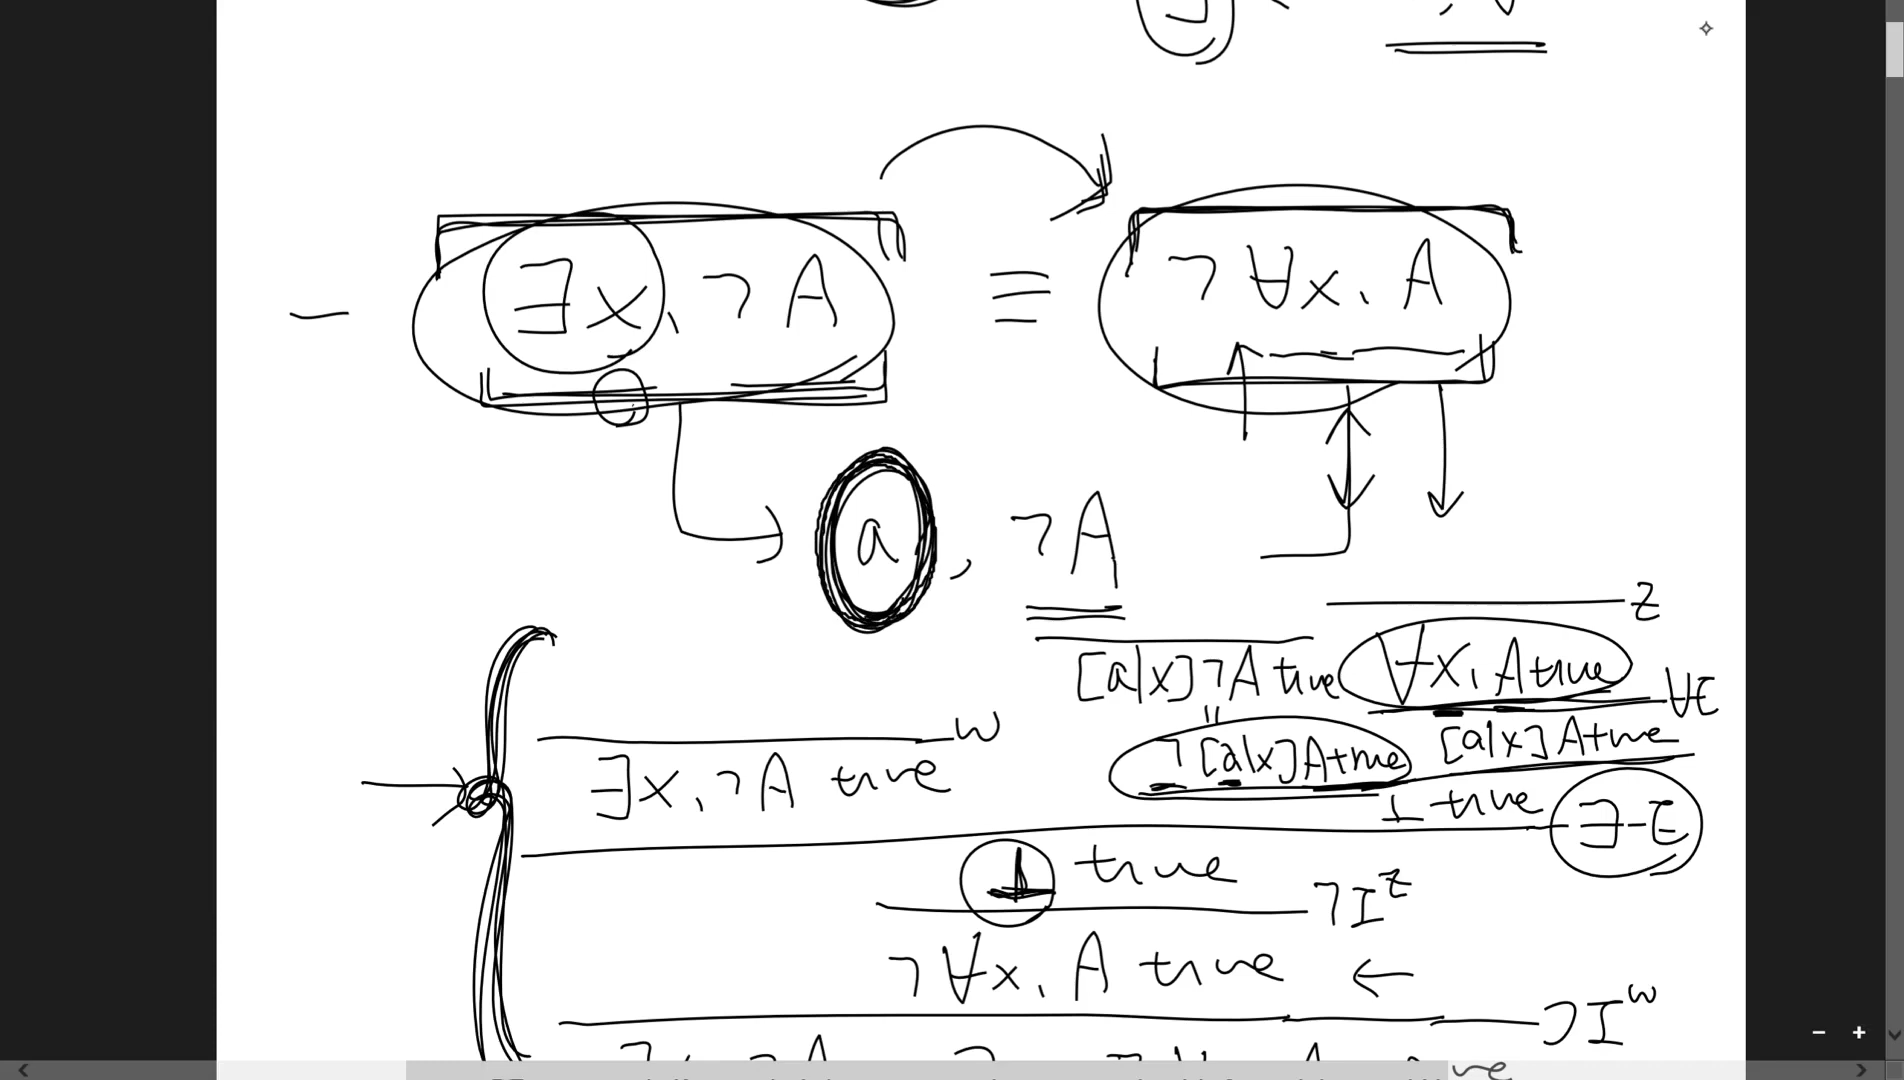 ∃x. ¬A ≡ ¬∀x. A
a, ¬A
z
[a/x]¬A true ∀x. A true ∀E
w
¬[a/x]A true [a/x]A true
∃x. ¬A true
⊥ true ∃-E
⊥ true
¬I^z
¬∀x. A true ←
⊃I^w